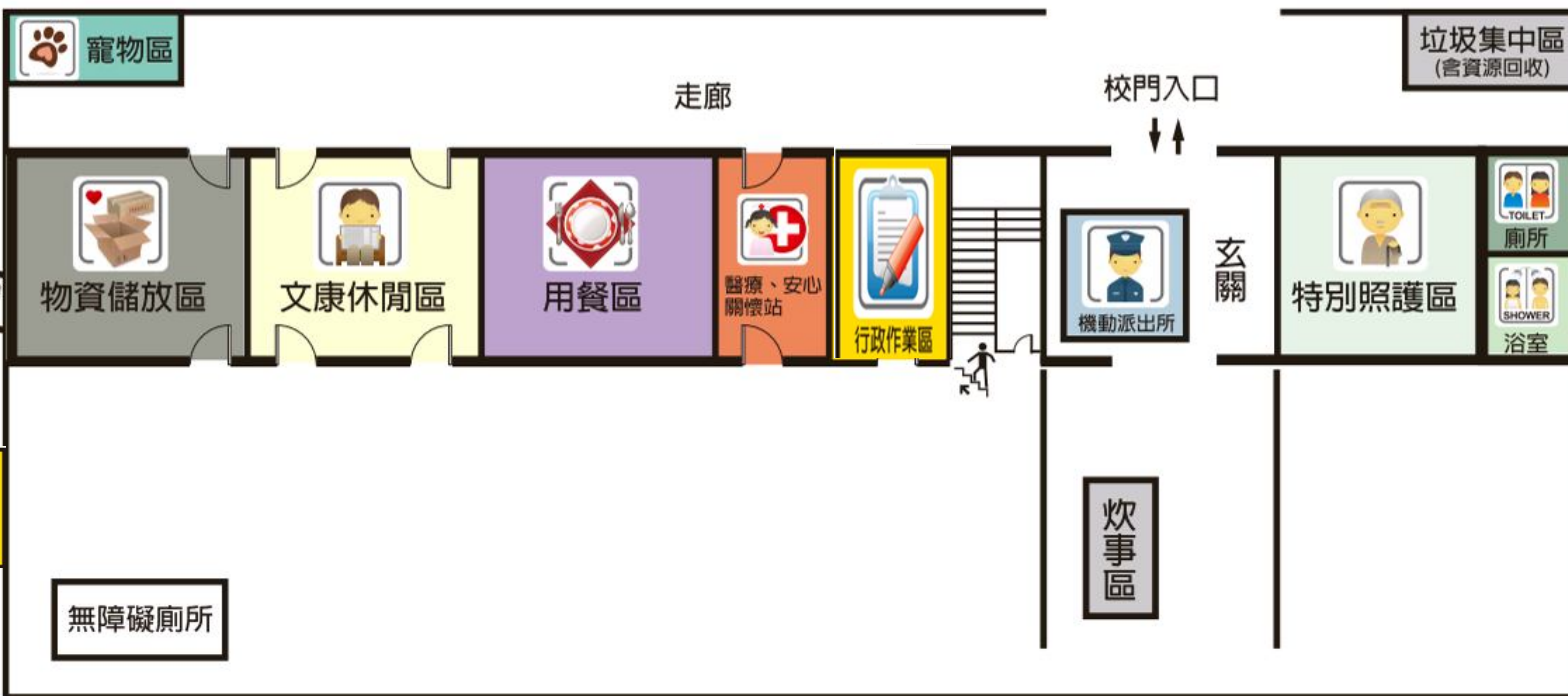 寵物區
垃圾集中區
(含資源回收)
走廊
校門入口
物資儲放區
文康休閒區
用餐區
醫療、安心
關懷站
行政作業區
機動派出所
玄關
特別照護區
TOILET
廁所
SHOWER
浴室
炊事區
無障礙廁所